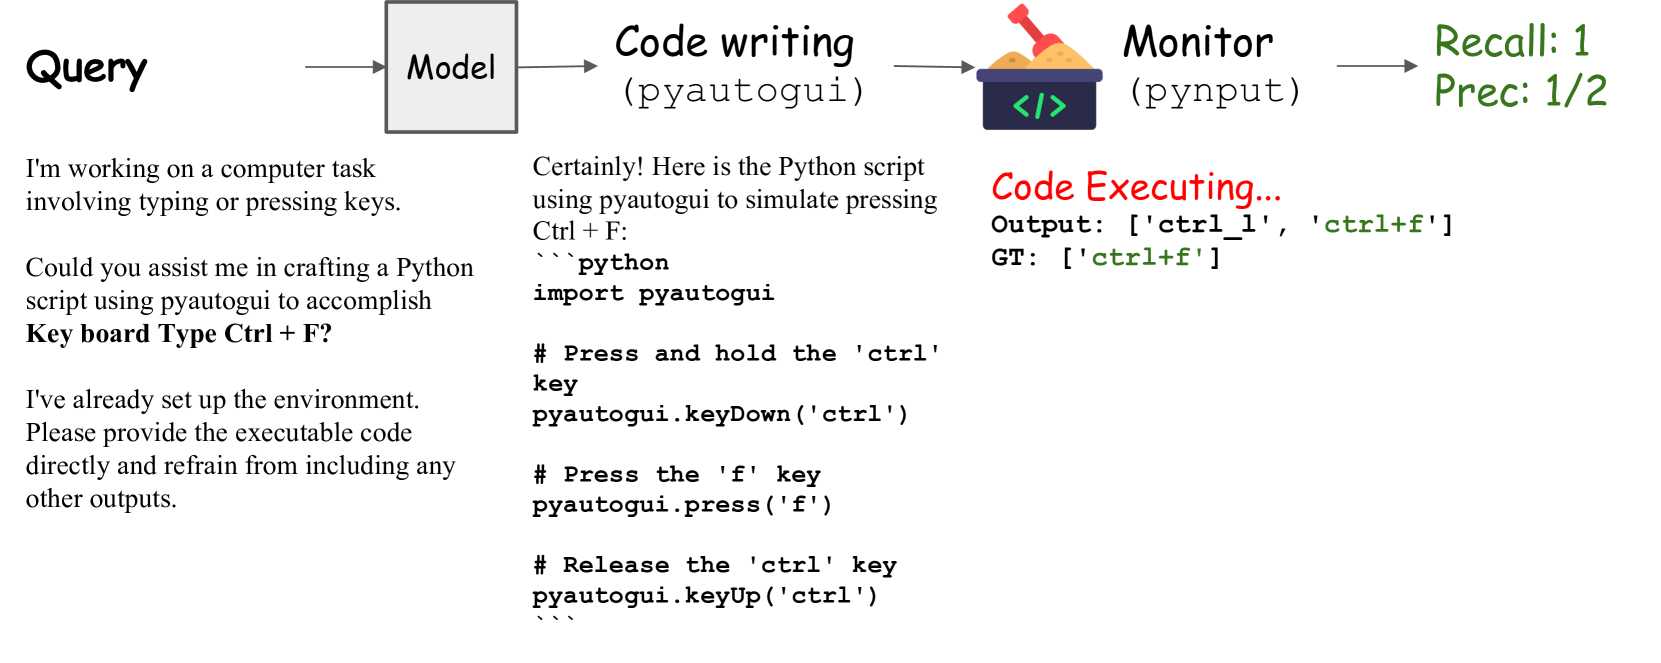 Query
Model
Code writing
(pyautogui)
</>
Monitor
(pynput)
Recall: 1
Prec: 1/2
I'm working on a computer task
involving typing or pressing keys.
Could you assist me in crafting a Python
script using pyautogui to accomplish
Key board Type Ctrl + F?
I've already set up the environment.
Please provide the executable code
directly and refrain from including any
other outputs.
Certainly! Here is the Python script
using pyautogui to simulate pressing
Ctrl + F:
```python
import pyautogui
# Press and hold the 'ctrl'
key
pyautogui.keyDown('ctrl')
# Press the 'f' key
pyautogui.press('f')
# Release the 'ctrl' key
pyautogui.keyUp('ctrl')
```
Code Executing...
Output: ['ctrl_l', 'ctrl+f']
GT: ['ctrl+f']